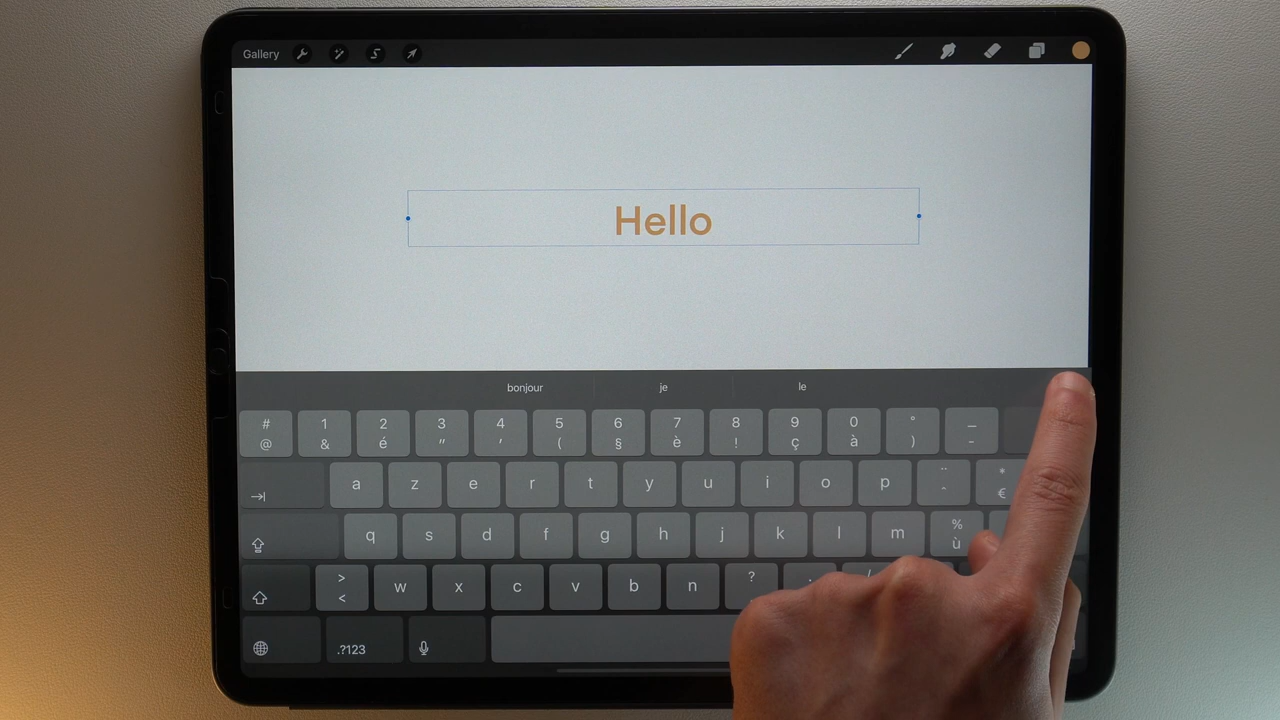 Gallery
Hello
bonjour je le
# 1 2 3 4 5 6 7 8 9 0 ° _
@ & é " ' ( § è ! ç à ) -
a z e r t y u i o p ¨ *
^ €
q s d f g h j k l m %
ù
> w x c v b n ?
<
.?123